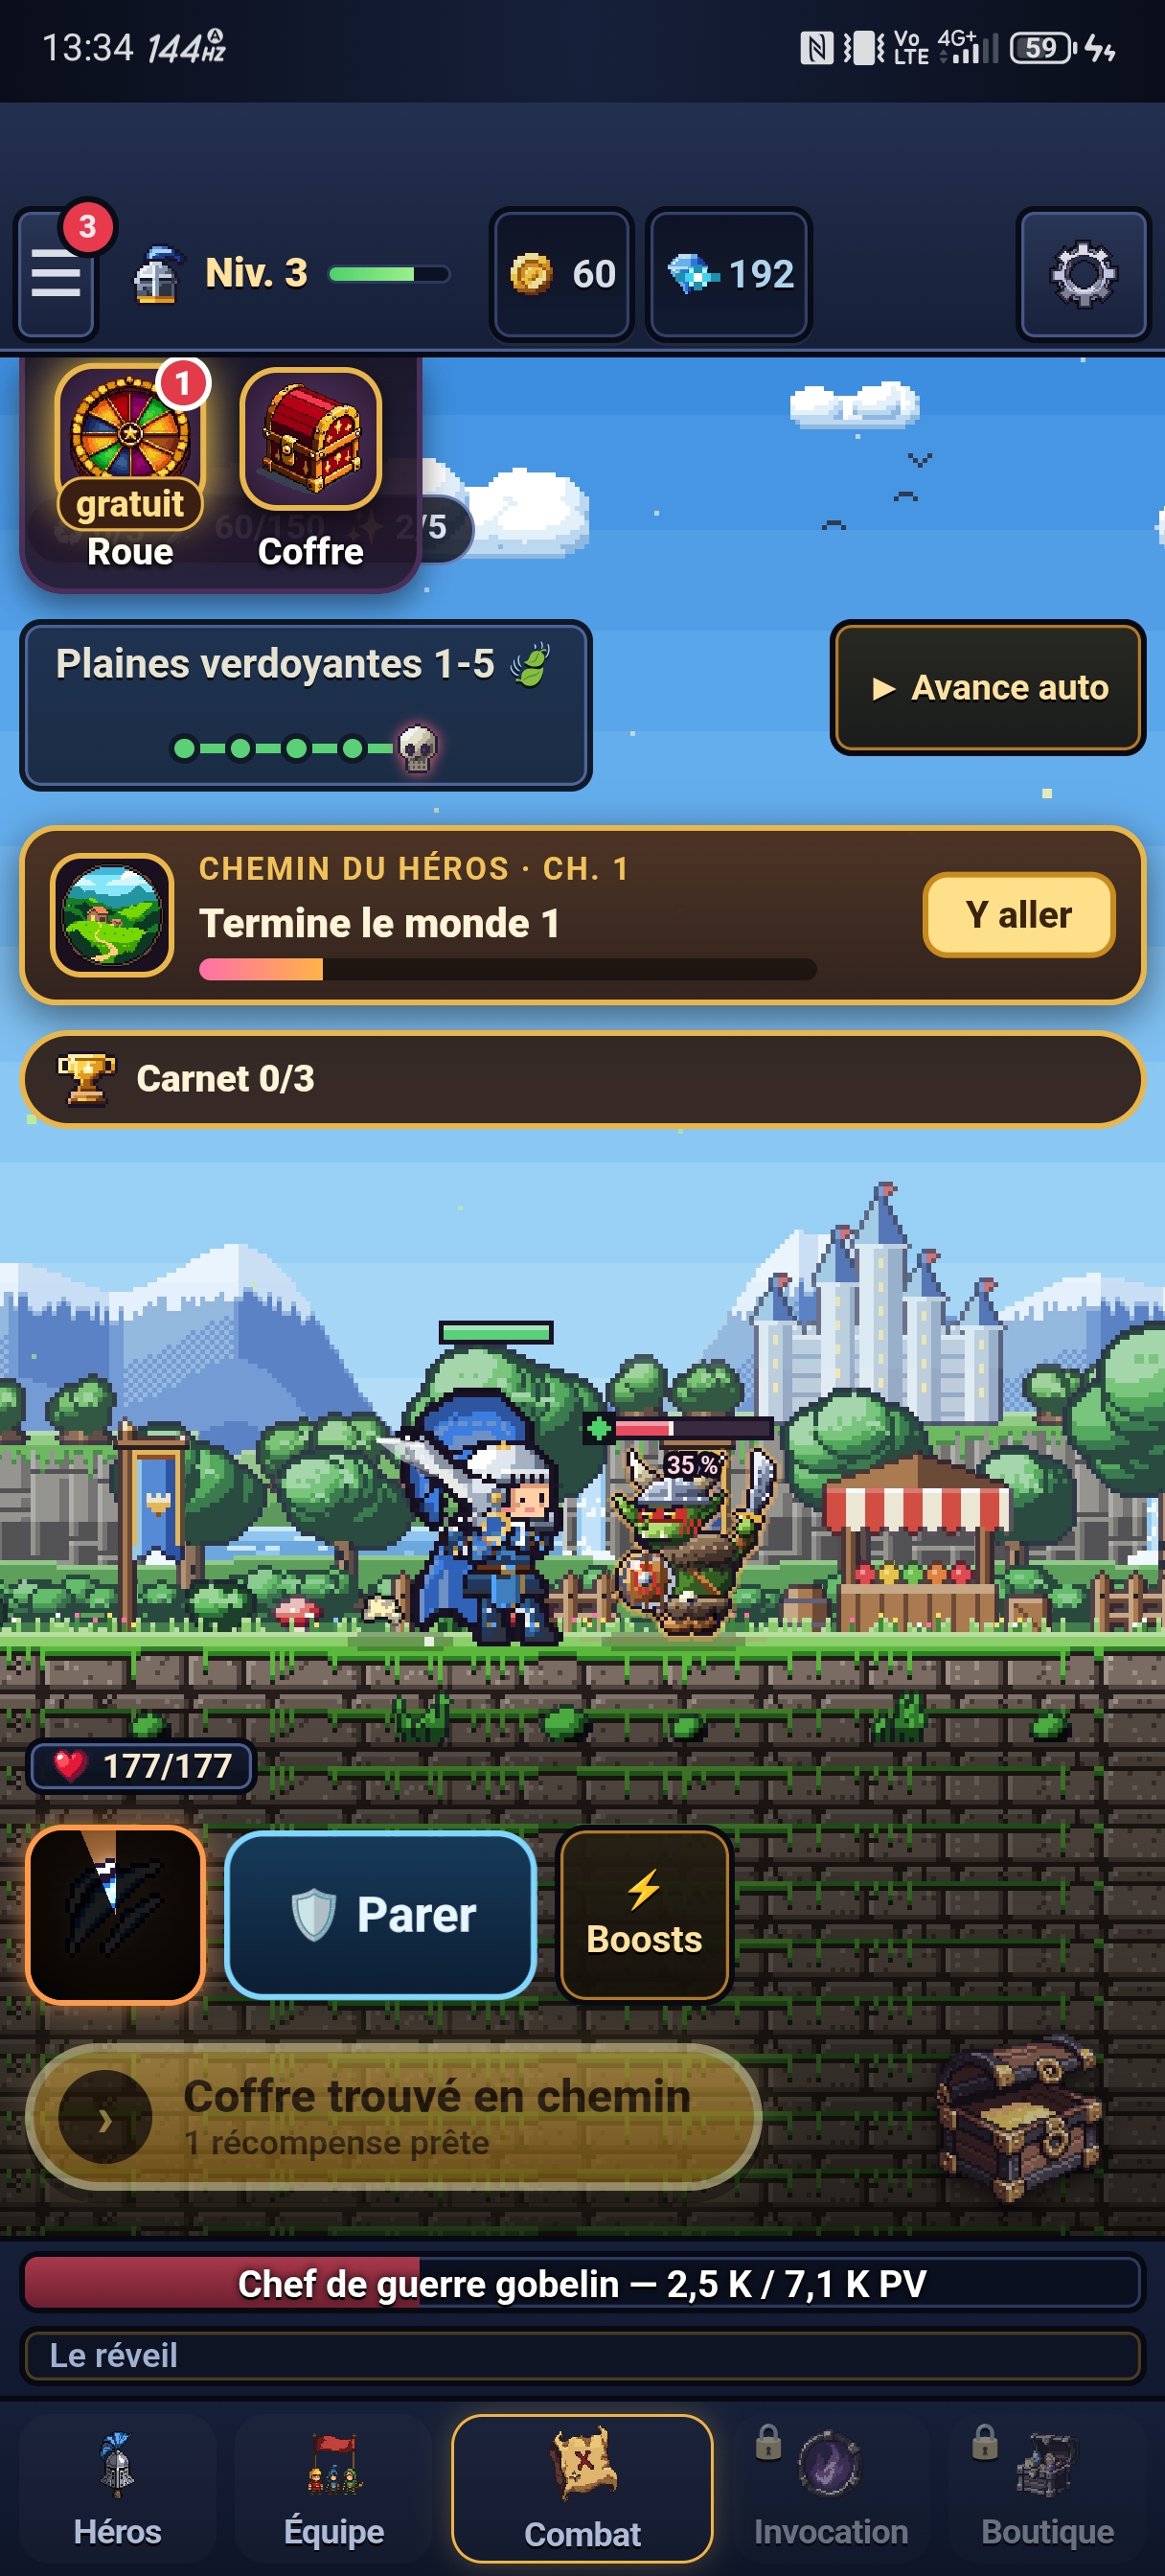 13:34 144HZ A
Vo LTE 4G+ 59
3
Niv. 3
60
192
1
gratuit
60/150 2/5
Roue
Coffre
Plaines verdoyantes 1-5
Avance auto
CHEMIN DU HÉROS · CH. 1
Termine le monde 1
Y aller
Carnet 0/3
35 %
177/177
Parer
Boosts
Coffre trouvé en chemin
1 récompense prête
Chef de guerre gobelin — 2,5 K / 7,1 K PV
Le réveil
Héros
Équipe
Combat
Invocation
Boutique